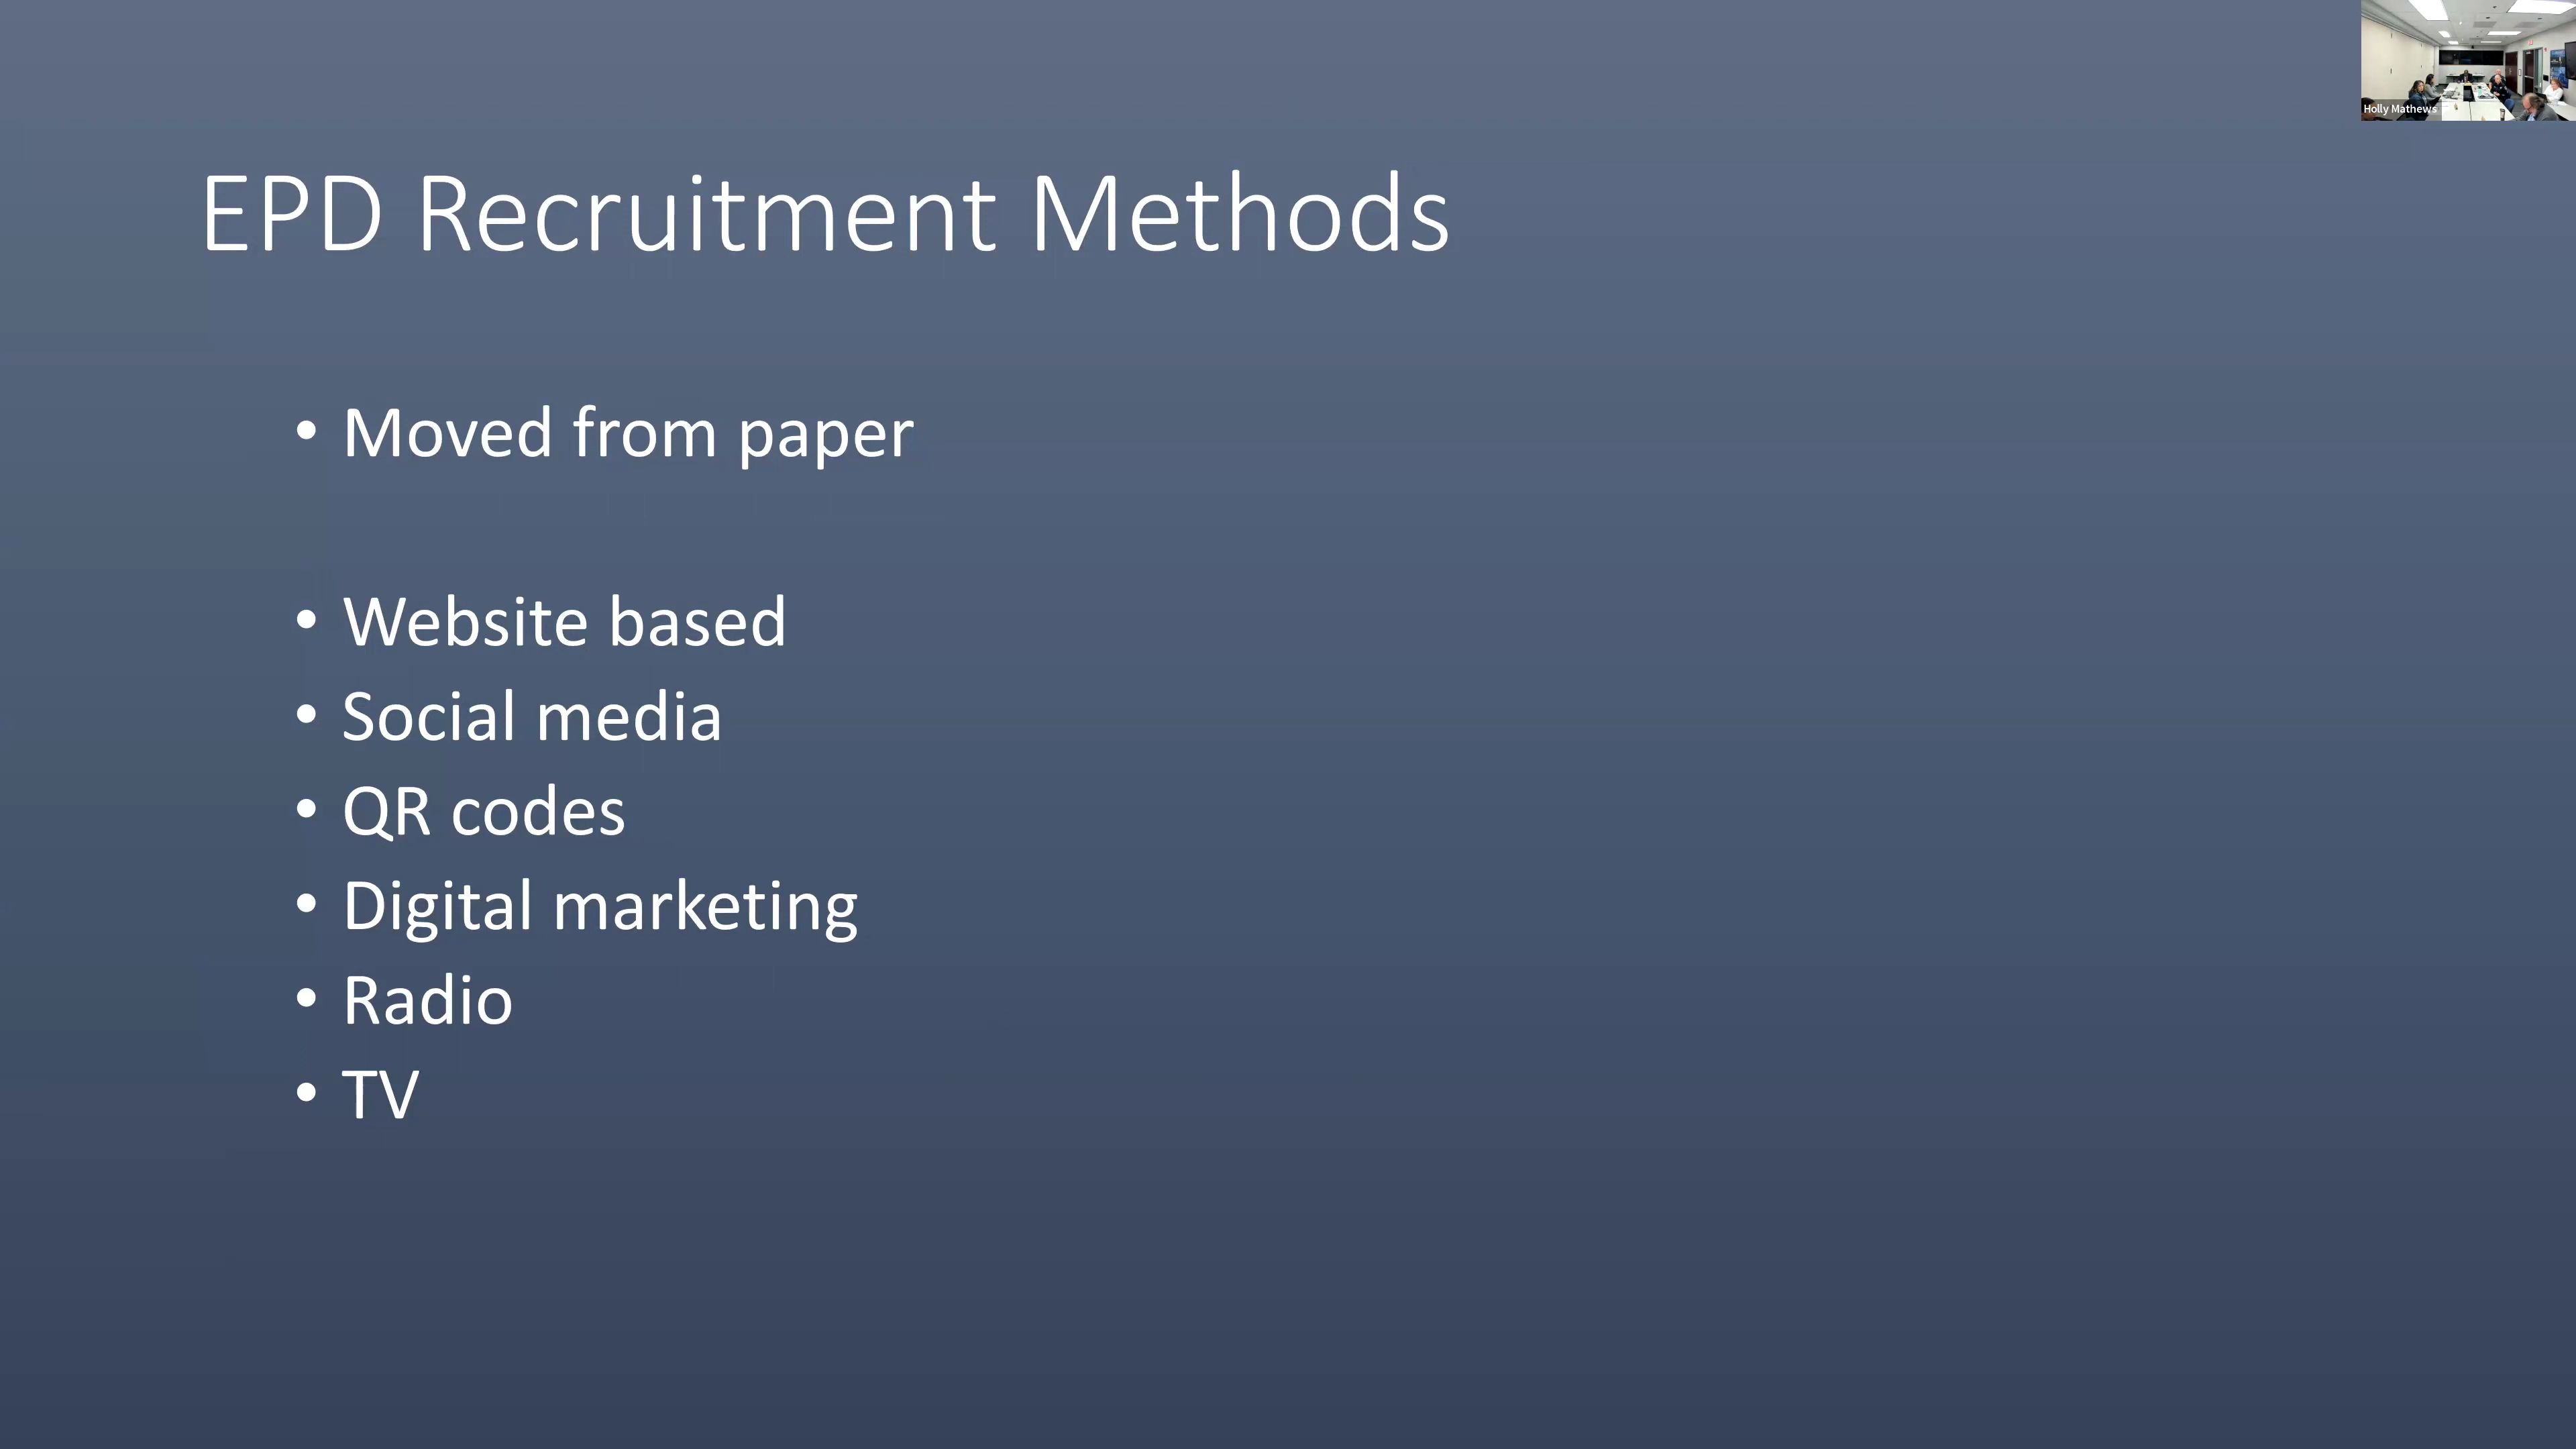 Holly Mathews
EPD Recruitment Methods
• Moved from paper
• Website based
• Social media
• QR codes
• Digital marketing
• Radio
• TV